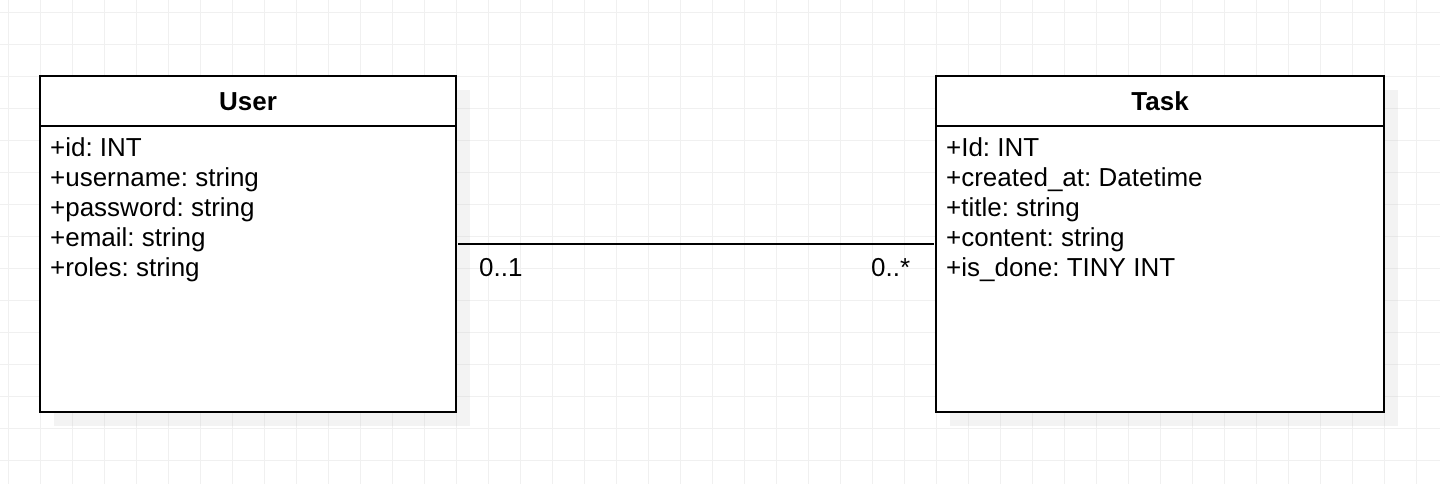 User
+id: INT
+username: string
+password: string
+email: string
+roles: string
0..1
0..*
Task
+Id: INT
+created_at: Datetime
+title: string
+content: string
+is_done: TINY INT